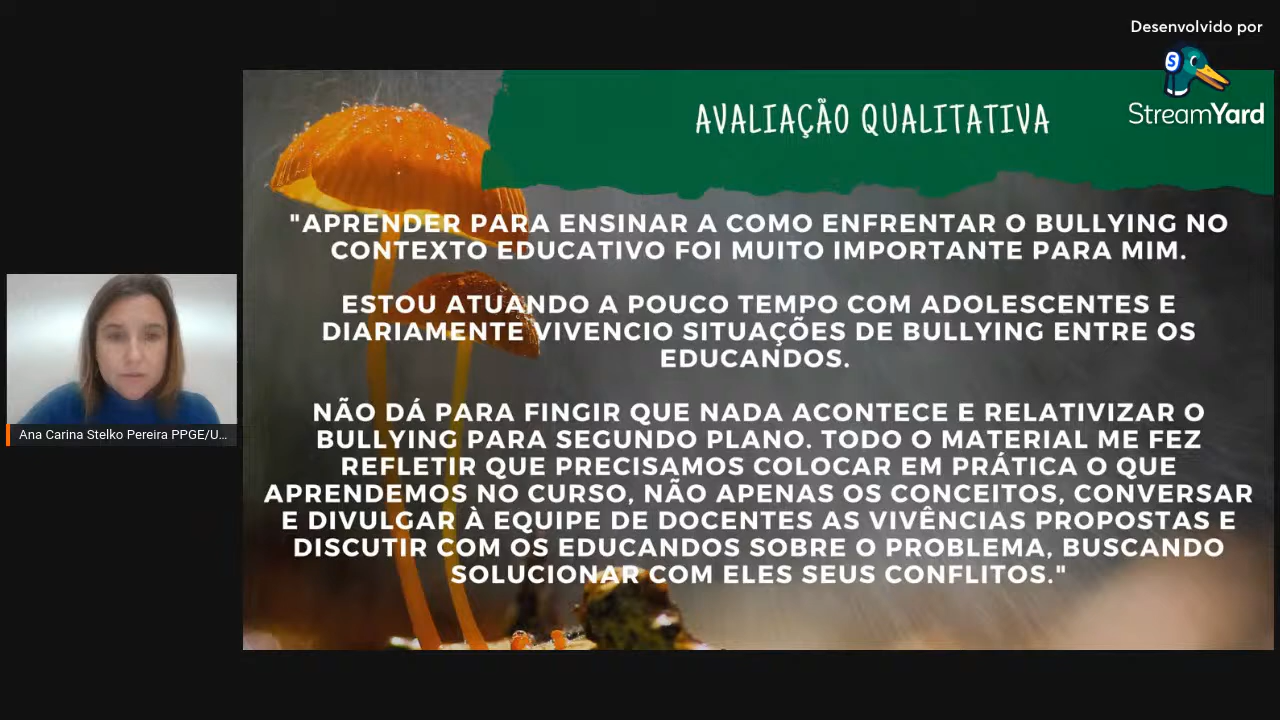 Desenvolvido por
StreamYard
AVALIAÇÃO QUALITATIVA
"APRENDER PARA ENSINAR A COMO ENFRENTAR O BULLYING NO
CONTEXTO EDUCATIVO FOI MUITO IMPORTANTE PARA MIM.
ESTOU ATUANDO A POUCO TEMPO COM ADOLESCENTES E
DIARIAMENTE VIVENCIO SITUAÇÕES DE BULLYING ENTRE OS
EDUCANDOS.
NÃO DÁ PARA FINGIR QUE NADA ACONTECE E RELATIVIZAR O
BULLYING PARA SEGUNDO PLANO. TODO O MATERIAL ME FEZ
REFLETIR QUE PRECISAMOS COLOCAR EM PRÁTICA O QUE
APRENDEMOS NO CURSO, NÃO APENAS OS CONCEITOS, CONVERSAR
E DIVULGAR À EQUIPE DE DOCENTES AS VIVÊNCIAS PROPOSTAS E
DISCUTIR COM OS EDUCANDOS SOBRE O PROBLEMA, BUSCANDO
SOLUCIONAR COM ELES SEUS CONFLITOS."
Ana Carina Stelko Pereira PPGE/U...